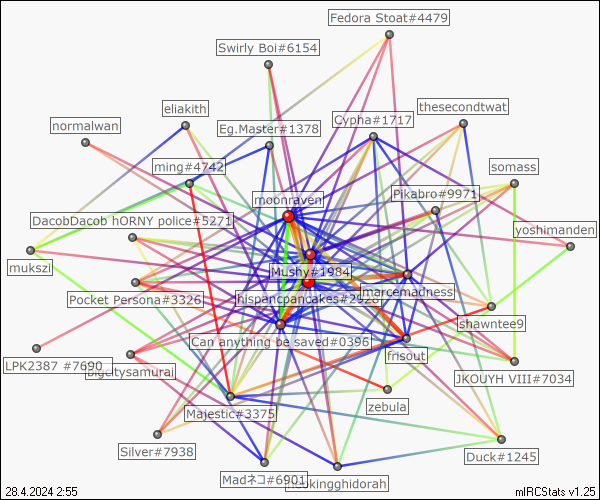 Fedora Stoat#4479
Swirly Boi#6154
thesecondtwat
eliakith
Cypha#1717
normalwan
Eg.Master#1378
ming#4742
somass
Pikabro#9971
moonraven
DacobDacob hORNY police#5271
yoshimanden
mukszi
Mushy#1984
Pocket Persona#3326
hispancpancakes#2928
marcemadness
shawntee9
Can anything be saved#0396
frisout
LPK2387 #7690
bigcitysamurai
JKOUYH VIII#7034
zebula
Majestic#3375
Silver#7938
Duck#1245
Madネコ#6901
kingghidorah
28.4.2024 2:55
mIRCStats v1.25